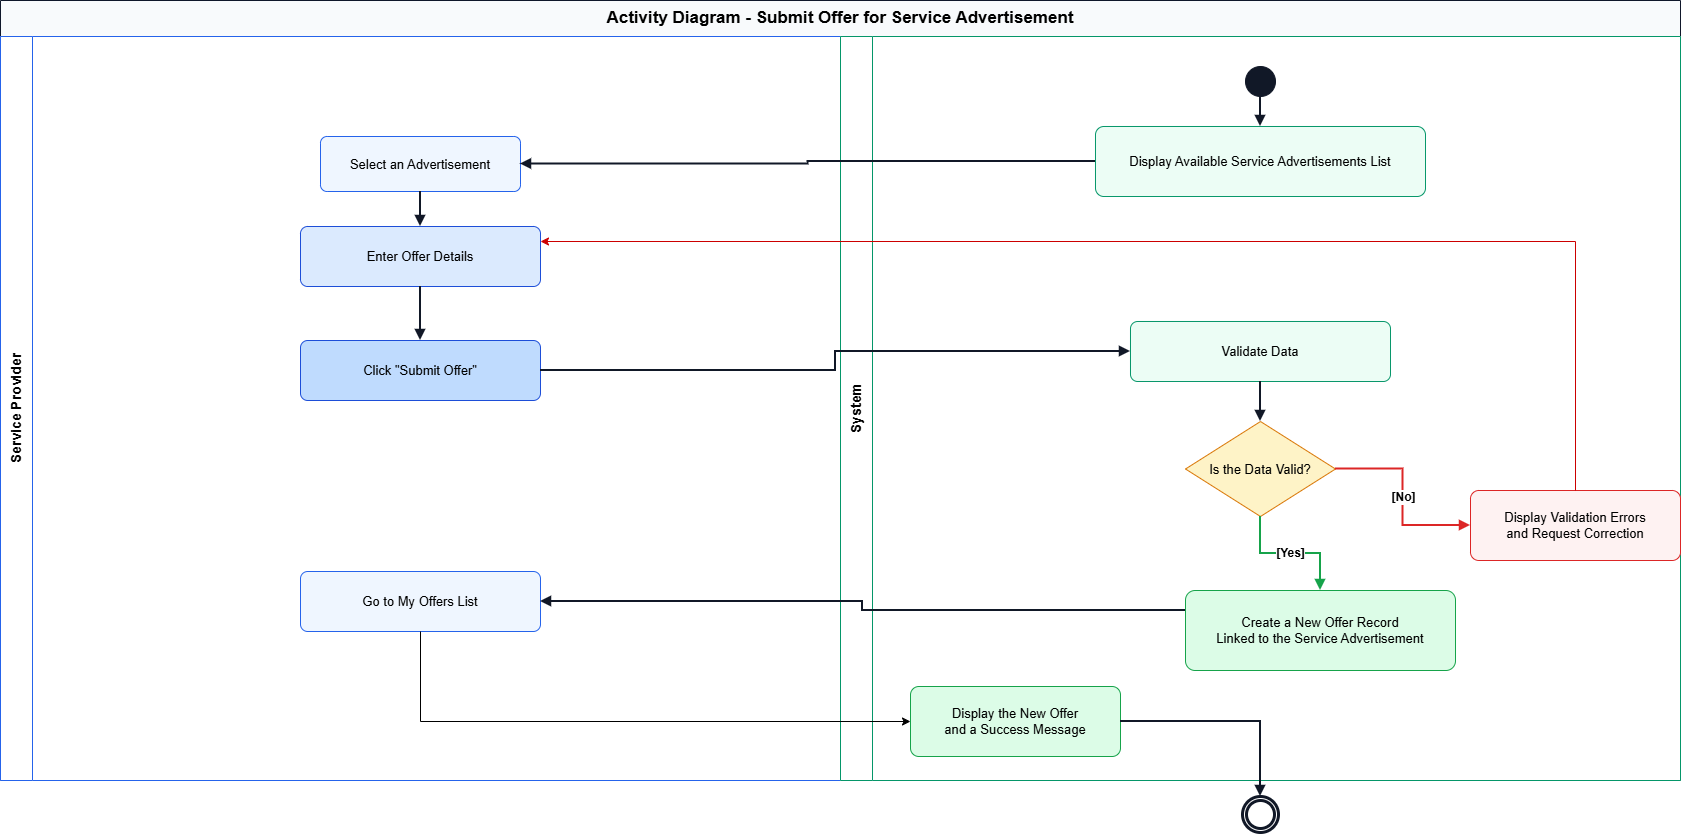 Activity Diagram - Submit Offer for Service Advertisement
Service Provider
System
Display Available Service Advertisements List
Select an Advertisement
Enter Offer Details
Click "Submit Offer"
Validate Data
Is the Data Valid?
[No]
Display Validation Errors
and Request Correction
[Yes]
Create a New Offer Record
Linked to the Service Advertisement
Go to My Offers List
Display the New Offer
and a Success Message